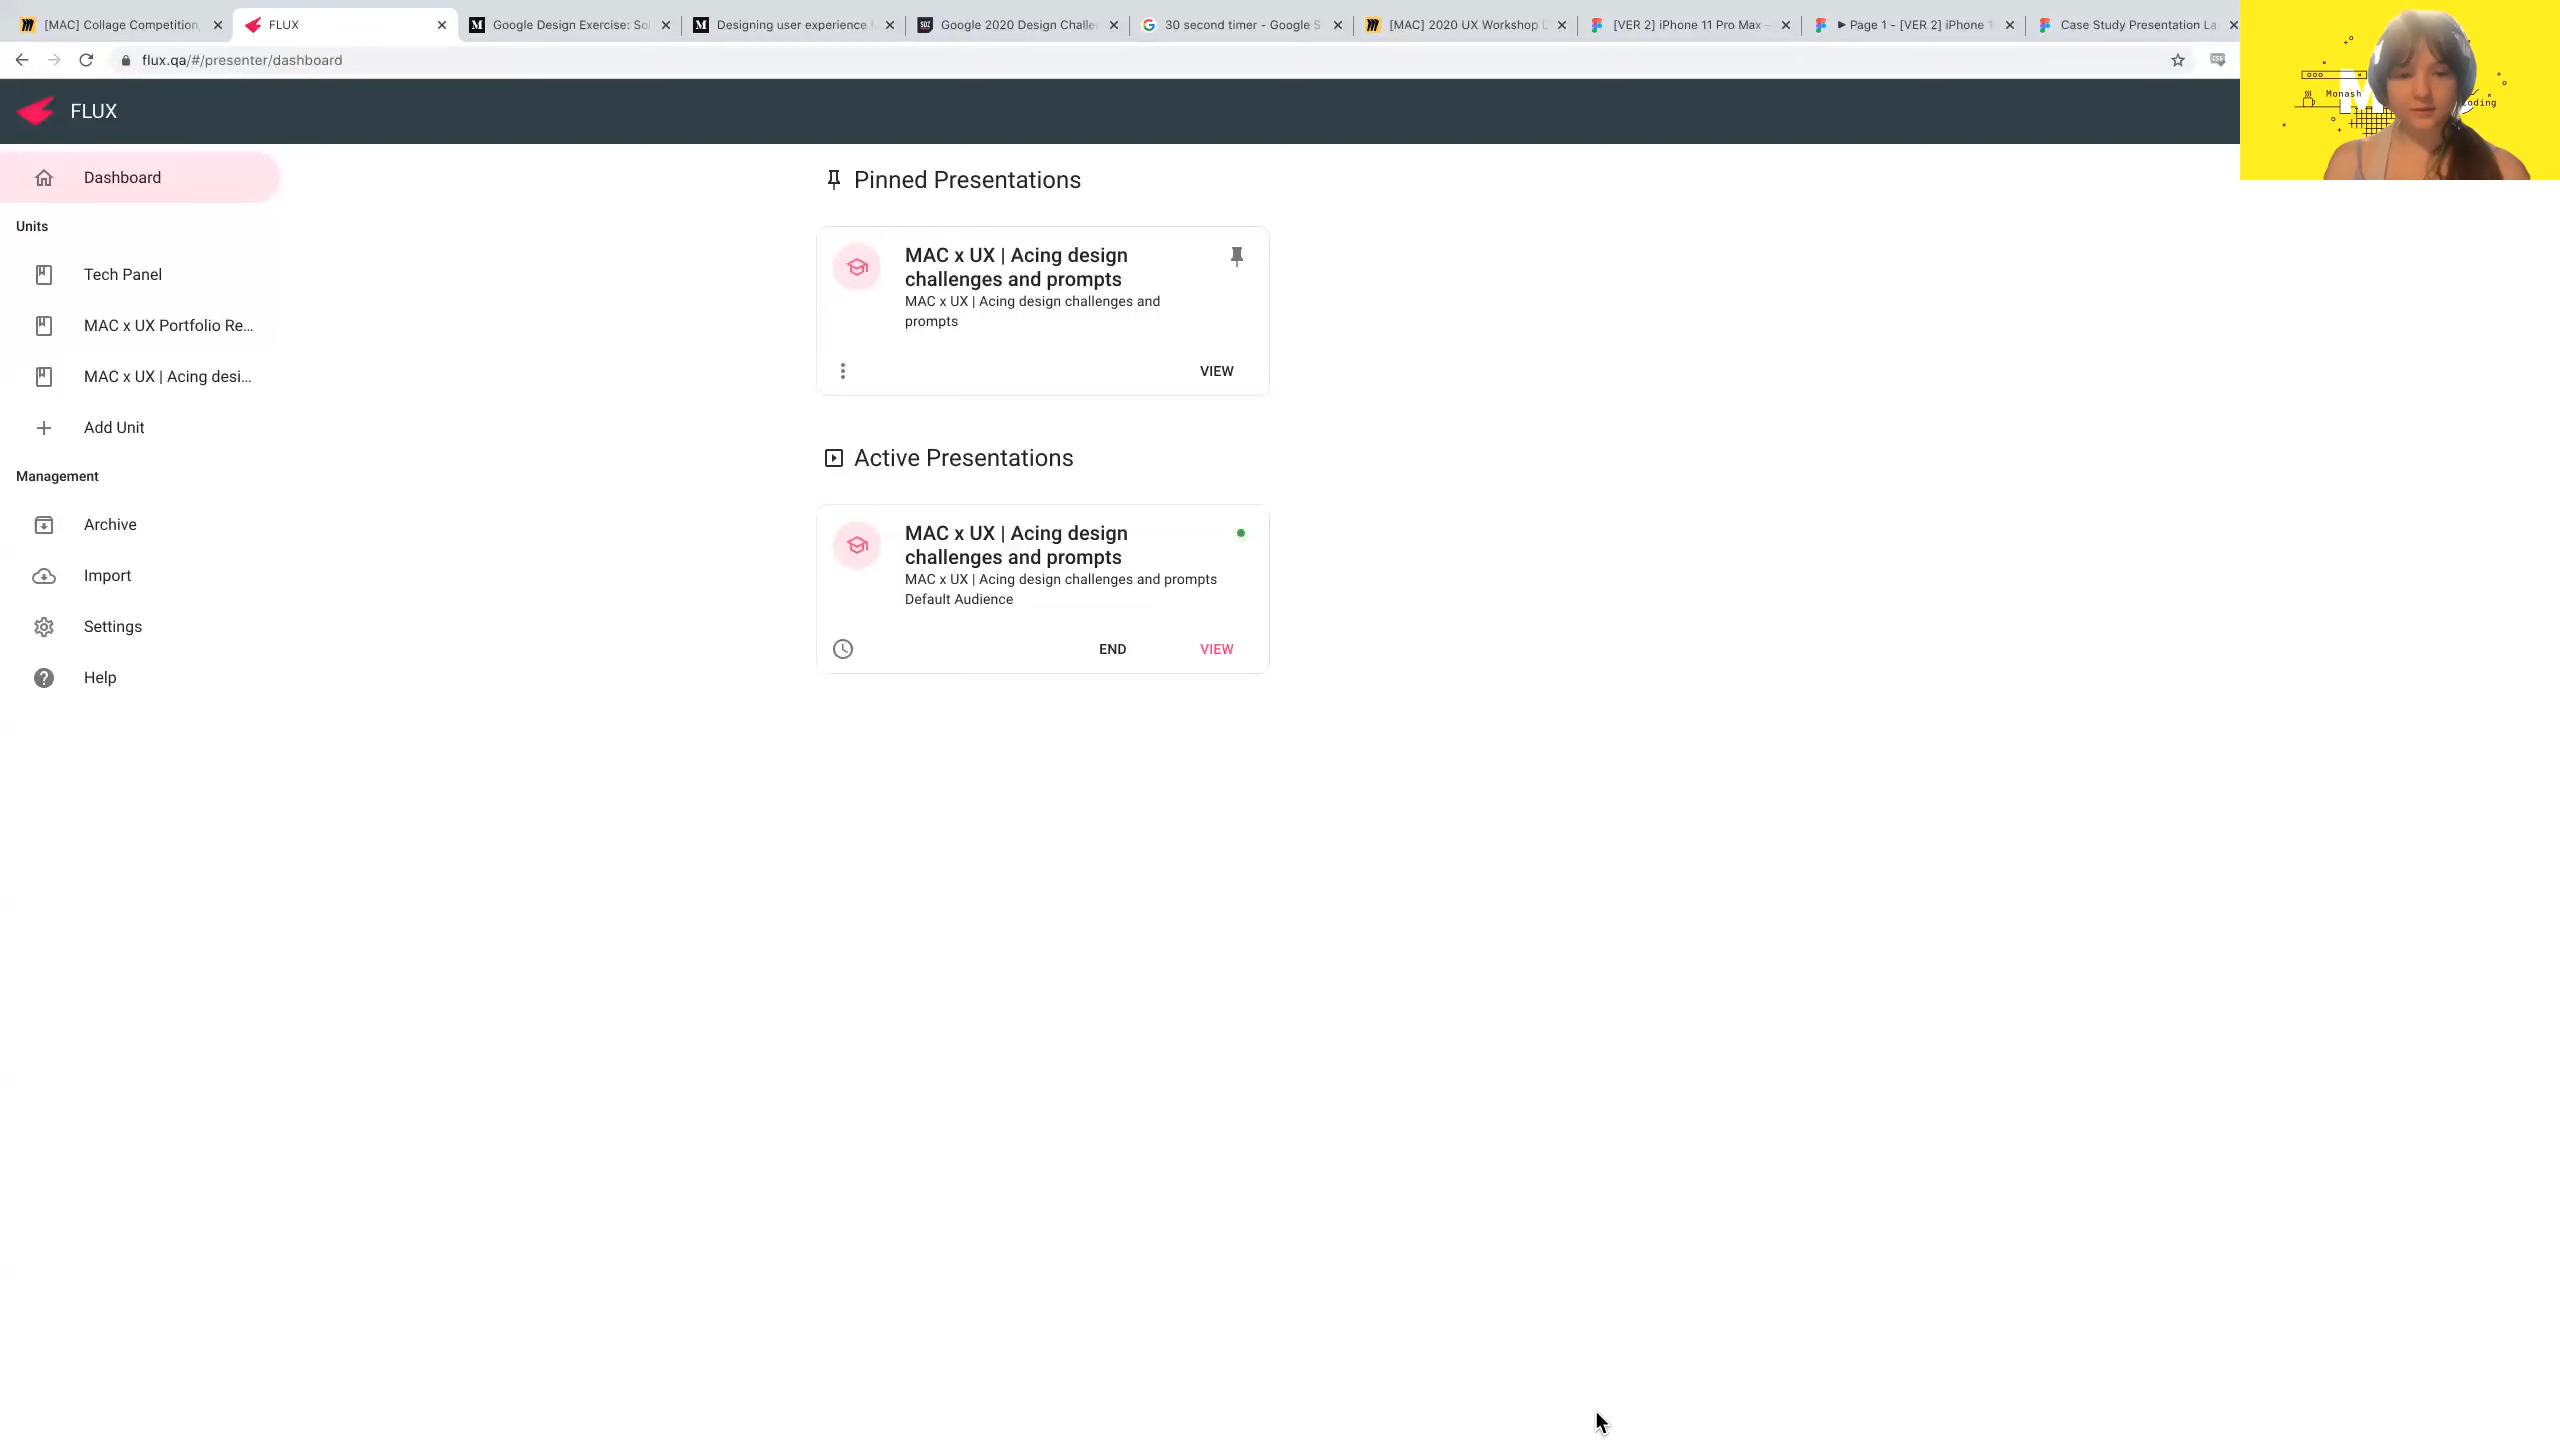 [MAC] Collage Competition,
FLUX
Google Design Exercise: Sol
Designing user experience f
Google 2020 Design Challen
30 second timer - Google S
[MAC] 2020 UX Workshop D
[VER 2] iPhone 11 Pro Max -
Page 1 - [VER 2] iPhone 1
Case Study Presentation La
flux.qa/#/presenter/dashboard
FLUX
Monash
Coding
Dashboard
Units
Tech Panel
MAC x UX Portfolio Re...
MAC x UX | Acing desi...
Add Unit
Management
Archive
Import
Settings
Help
Pinned Presentations
MAC x UX | Acing design
challenges and prompts
MAC x UX | Acing design challenges and
prompts
VIEW
Active Presentations
MAC x UX | Acing design
challenges and prompts
MAC x UX | Acing design challenges and prompts
Default Audience
END
VIEW